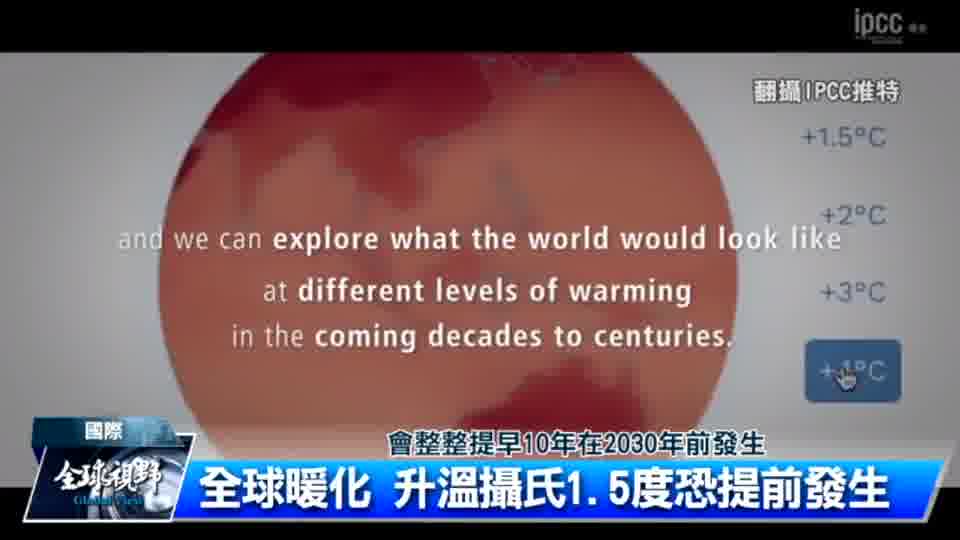 ipcc
翻攝IPCC推特
+1.5°C
+2°C
and we can explore what the world would look like
at different levels of warming
+3°C
in the coming decades to centuries.
+4°C
國際
會整整提早10年在2030年前發生
全球視野
Global View
全球暖化 升溫攝氏1.5度恐提前發生